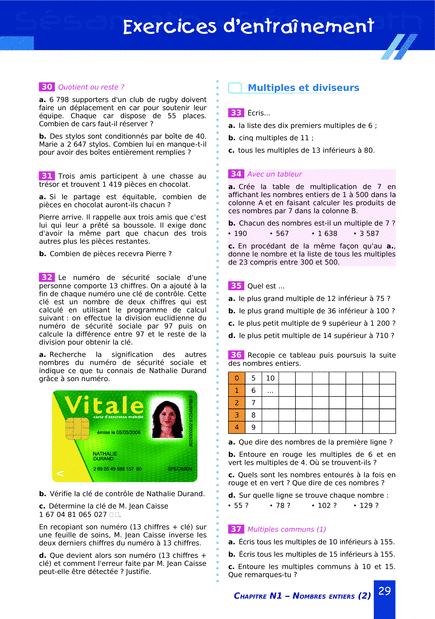 Exercices d'entraînement
30 Quotient ou reste ?
a. 6 798 supporters d'un club de rugby doivent
faire un déplacement en car pour soutenir leur
équipe. Chaque car dispose de 55 places.
Combien de cars faut-il réserver ?
b. Des stylos sont conditionnés par boîte de 40.
Marie a 2 647 stylos. Combien lui en manque-t-il
pour avoir des boîtes entièrement remplies ?
31 Trois amis participent à une chasse au
trésor et trouvent 1 419 pièces en chocolat.
a. Si le partage est équitable, combien de
pièces en chocolat auront-ils chacun ?
Pierre arrive. Il rappelle aux trois amis que c'est
lui qui leur a prêté sa boussole. Il exige donc
d'avoir la même part que chacun des trois
autres plus les pièces restantes.
b. Combien de pièces recevra Pierre ?
32 Le numéro de sécurité sociale d'une
personne comporte 13 chiffres. On a ajouté à la
fin de chaque numéro une clé de contrôle. Cette
clé est un nombre de deux chiffres qui est
calculé en utilisant le programme de calcul
suivant : on effectue la division euclidienne du
numéro de sécurité sociale par 97 puis on
calcule la différence entre 97 et le reste de la
division pour obtenir la clé.
a. Recherche la signification des autres
nombres du numéro de sécurité sociale et
indique ce que tu connais de Nathalie Durand
grâce à son numéro.
Vitale
carte d'assurance maladie
émise le 05/05/2008
NATHALIE
DURAND
2 69 05 49 588 157 80
SPECIMEN
b. Vérifie la clé de contrôle de Nathalie Durand.
c. Détermine la clé de M. Jean Caisse
1 67 04 81 065 027 □ □.
En recopiant son numéro (13 chiffres + clé) sur
une feuille de soins, M. Jean Caisse inverse les
deux derniers chiffres du numéro à 13 chiffres.
d. Que devient alors son numéro (13 chiffres +
clé) et comment l'erreur faite par M. Jean Caisse
peut-elle être détectée ? Justifie.
Multiples et diviseurs
33 Écris...
a. la liste des dix premiers multiples de 6 ;
b. cinq multiples de 11 ;
c. tous les multiples de 13 inférieurs à 80.
34 Avec un tableur
a. Crée la table de multiplication de 7 en
affichant les nombres entiers de 1 à 500 dans la
colonne A et en faisant calculer les produits de
ces nombres par 7 dans la colonne B.
b. Chacun des nombres est-il un multiple de 7 ?
• 190 • 567 • 1 638 • 3 587
c. En procédant de la même façon qu'au a.,
donne le nombre et la liste de tous les multiples
de 23 compris entre 300 et 500.
35 Quel est ...
a. le plus grand multiple de 12 inférieur à 75 ?
b. le plus grand multiple de 36 inférieur à 100 ?
c. le plus petit multiple de 9 supérieur à 1 200 ?
d. le plus petit multiple de 14 supérieur à 710 ?
36 Recopie ce tableau puis poursuis la suite
des nombres entiers.
0 5 10
1 6 ...
2 7
3 8
4 9
a. Que dire des nombres de la première ligne ?
b. Entoure en rouge les multiples de 6 et en
vert les multiples de 4. Où se trouvent-ils ?
c. Quels sont les nombres entourés à la fois en
rouge et en vert ? Que dire de ces nombres ?
d. Sur quelle ligne se trouve chaque nombre :
• 55 ? • 78 ? • 102 ? • 129 ?
37 Multiples communs (1)
a. Écris tous les multiples de 10 inférieurs à 155.
b. Écris tous les multiples de 15 inférieurs à 155.
c. Entoure les multiples communs à 10 et 15.
Que remarques-tu ?
Chapitre N1 – Nombres entiers (2) 29